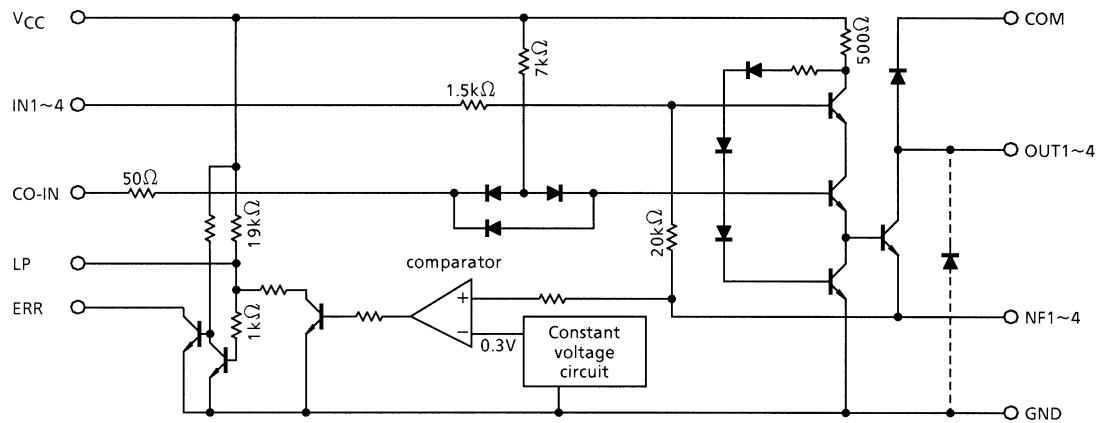 VCC
COM
500Ω
7kΩ
1.5kΩ
IN1~4
OUT1~4
50Ω
CO-IN
19kΩ
20kΩ
LP
comparator
ERR
1kΩ
+
−
0.3V
Constant
voltage
circuit
NF1~4
GND